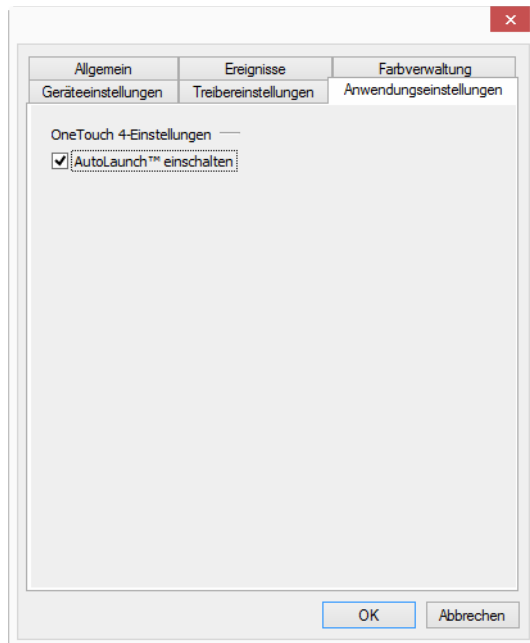 Allgemein Ereignisse Farbverwaltung
Geräteeinstellungen Treibereinstellungen Anwendungseinstellungen
OneTouch 4-Einstellungen
AutoLaunch™ einschalten
OK Abbrechen